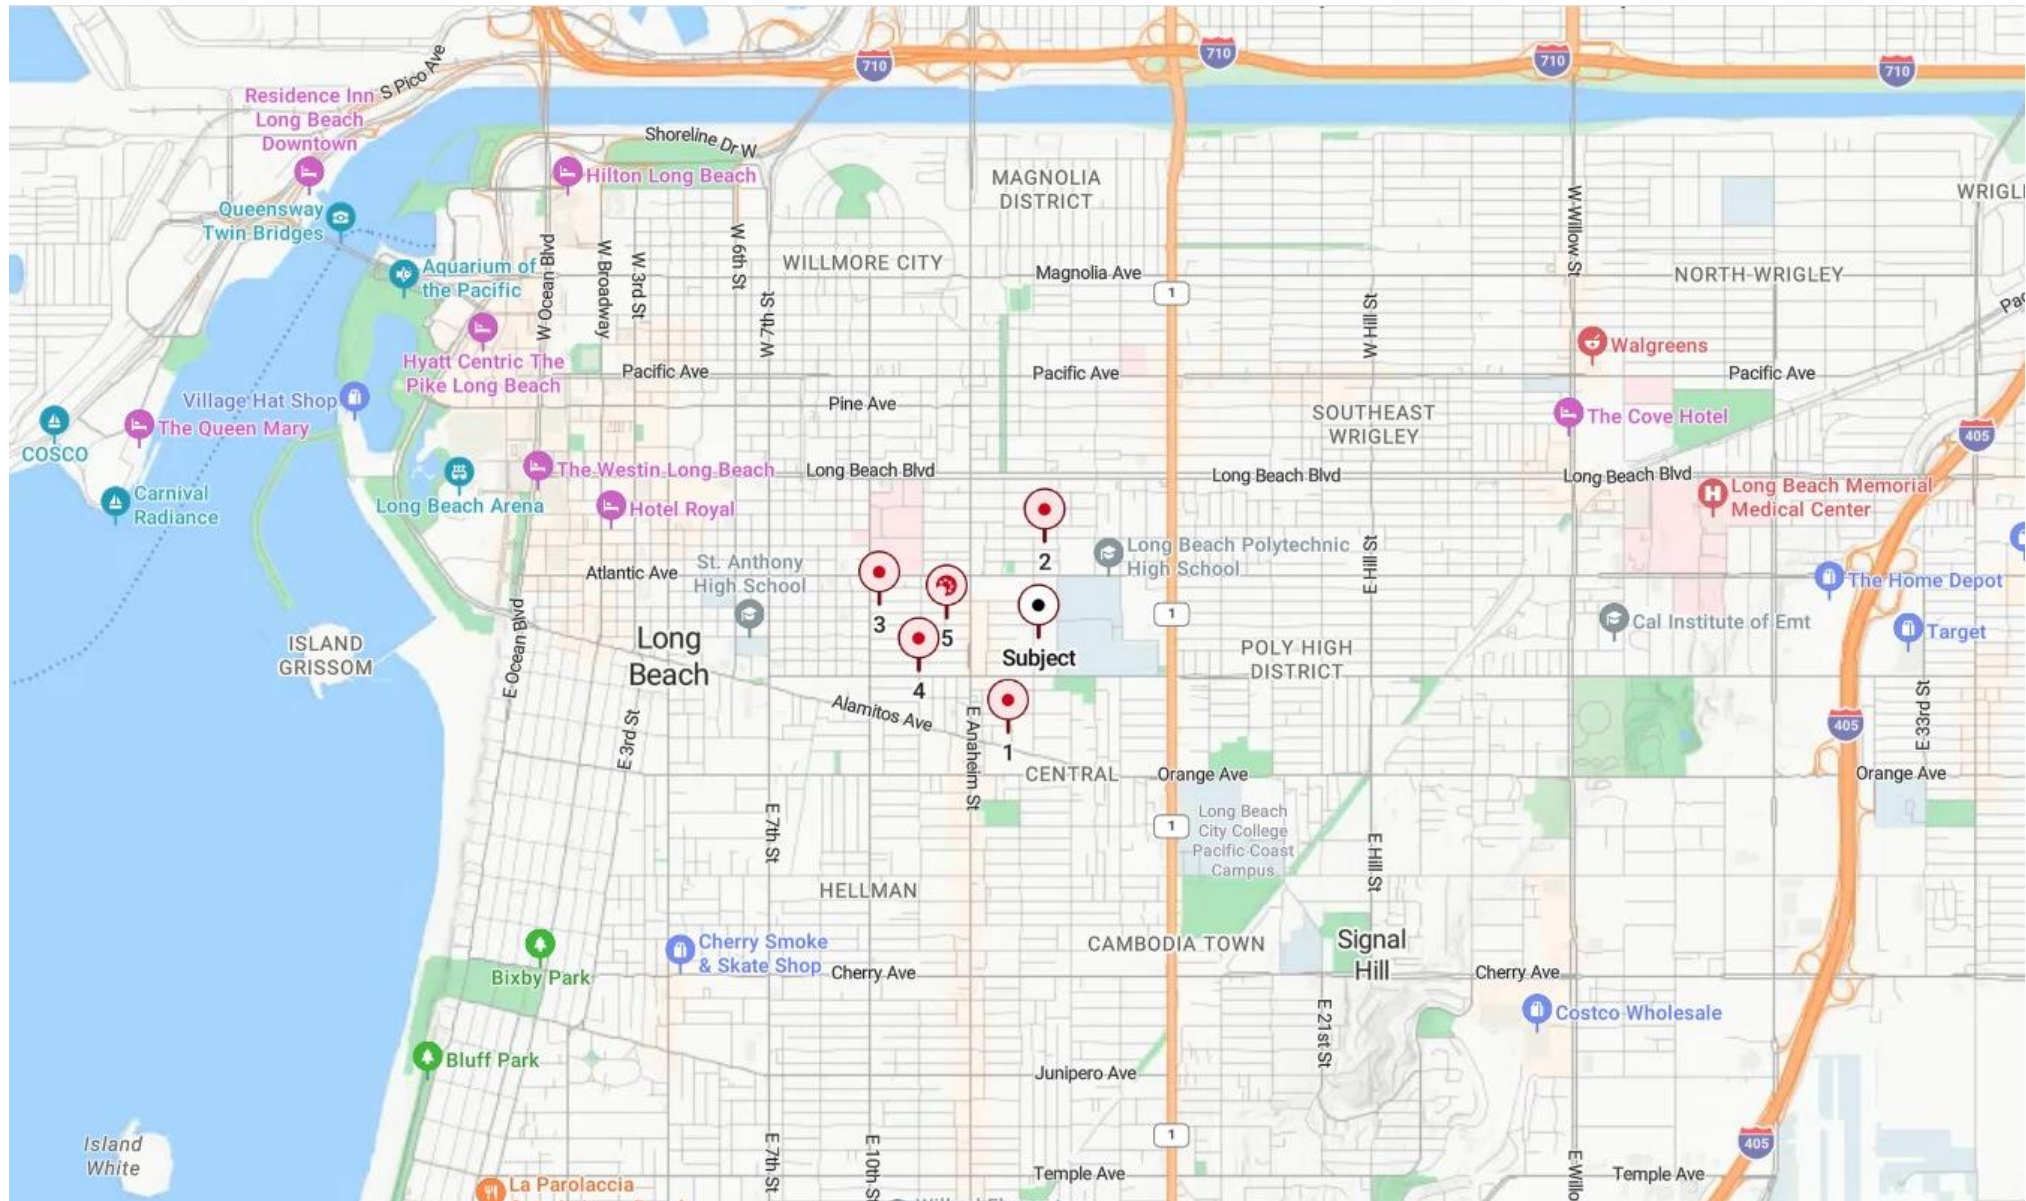 710
710
710
710
S Pico Ave
Residence Inn
Long Beach
Downtown
Shoreline Dr W
Hilton Long Beach
MAGNOLIA
DISTRICT
W Willow St
Queensway
Twin Bridges
W Ocean Blvd
W Broadway
W 3rd St
W 6th St
W 7th St
WILLMORE CITY
Magnolia Ave
1
W Hill St
NORTH WRIGLEY
Aquarium of
the Pacific
Hyatt Centric The
Pike Long Beach
Walgreens
Pacific Ave
Pacific Ave
Pacific Ave
Village Hat Shop
Pine Ave
SOUTHEAST
WRIGLEY
The Cove Hotel
COSCO
The Queen Mary
405
The Westin Long Beach
Long Beach Blvd
Long Beach Blvd
Long Beach Blvd
Carnival
Radiance
Long Beach Arena
Hotel Royal
Long Beach Memorial
Medical Center
2
Long Beach Polytechnic
High School
E Hill St
St. Anthony
High School
Atlantic Ave
The Home Depot
3
5
1
Cal Institute of Emt
Target
ISLAND
GRISSOM
E Ocean Blvd
Long
Beach
Subject
POLY HIGH
DISTRICT
4
E 3rd St
Alamitos Ave
E Anaheim St
1
405
E 33rd St
CENTRAL
Orange Ave
Orange Ave
E 7th St
1
Long Beach
City College
Pacific Coast
Campus
E Hill St
HELLMAN
Cherry Smoke
& Skate Shop
Cherry Ave
CAMBODIA TOWN
Signal
Hill
Cherry Ave
Bixby Park
E 21st St
Costco Wholesale
Bluff Park
Junipero Ave
Island
White
E 7th St
E 10th S
1
405
Temple Ave
E Willo
Temple Ave
La Parolaccia